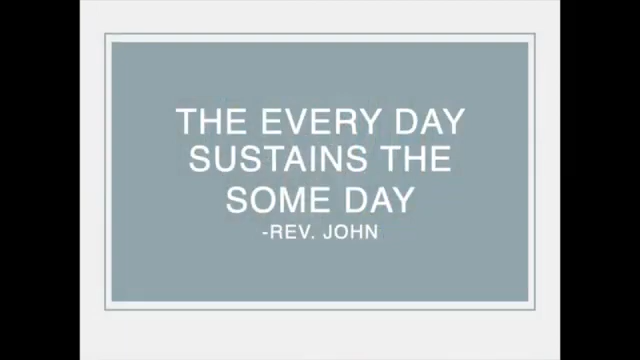 THE EVERY DAY
SUSTAINS THE
SOME DAY
-REV. JOHN